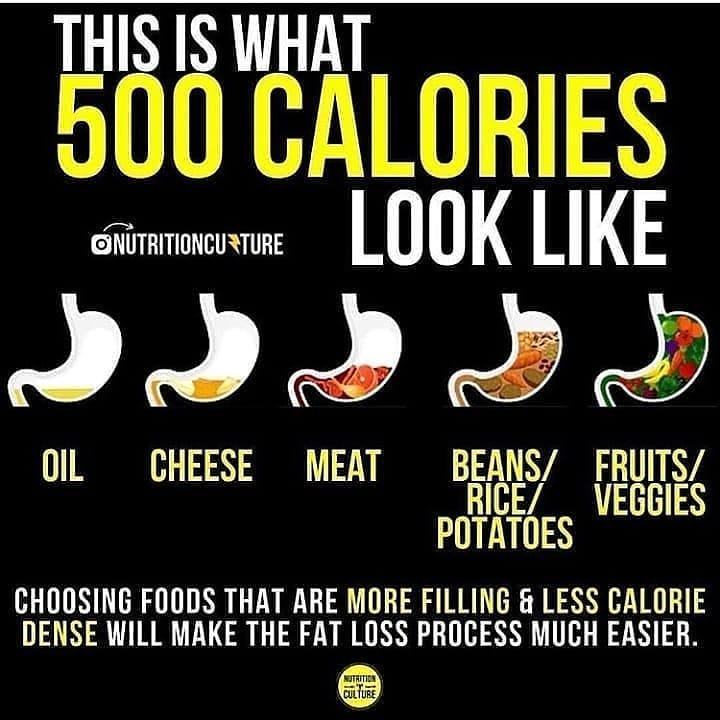 THIS IS WHAT
500 CALORIES
LOOK LIKE
NUTRITIONCULTURE
OIL
CHEESE
MEAT
BEANS/
RICE/
POTATOES
FRUITS/
VEGGIES
CHOOSING FOODS THAT ARE MORE FILLING & LESS CALORIE
DENSE WILL MAKE THE FAT LOSS PROCESS MUCH EASIER.
NUTRITION
CULTURE